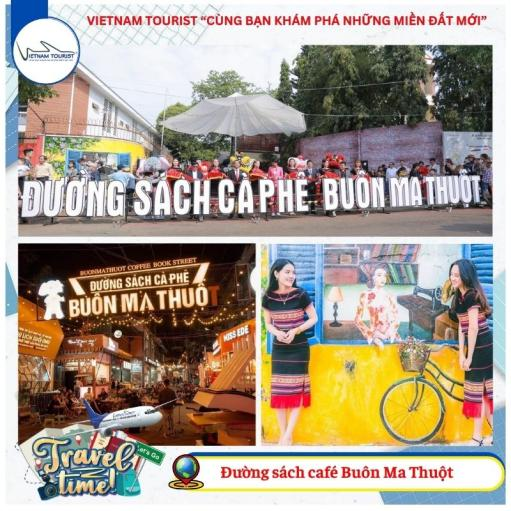 VIETNAM TOURIST “CÙNG BẠN KHÁM PHÁ NHỮNG MIỀN ĐẤT MỚI”
VIETNAM TOURIST
ĐƯỜNG SÁCH CÀ PHÊ BUÔN MA THUỘT
BUONMATHUOT COFFEE BOOK STREET
ĐƯỜNG SÁCH CÀ-PHÊ
BUÔN MA THUỘT
MISS EDE
Travel
time!
Let's Go
Đường sách café Buôn Ma Thuột